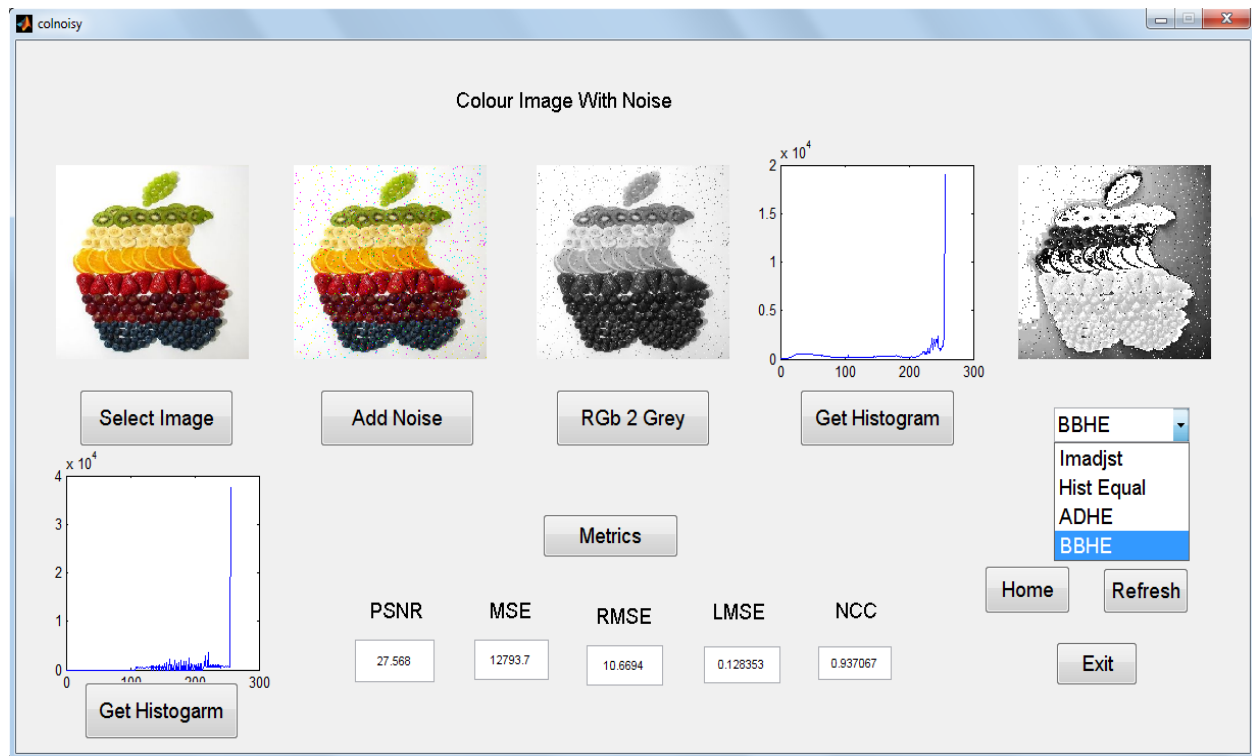 colnoisy
Colour Image With Noise
x 10^4
2
1.5
1
0.5
0
0 100 200 300
Select Image
Add Noise
RGb 2 Grey
Get Histogram
BBHE
Imadjst
Hist Equal
ADHE
BBHE
x 10^4
4
3
2
1
0
0 100 200 300
Get Histogarm
Metrics
PSNR MSE RMSE LMSE NCC
27.568 12793.7 10.6694 0.128353 0.937067
Home
Refresh
Exit